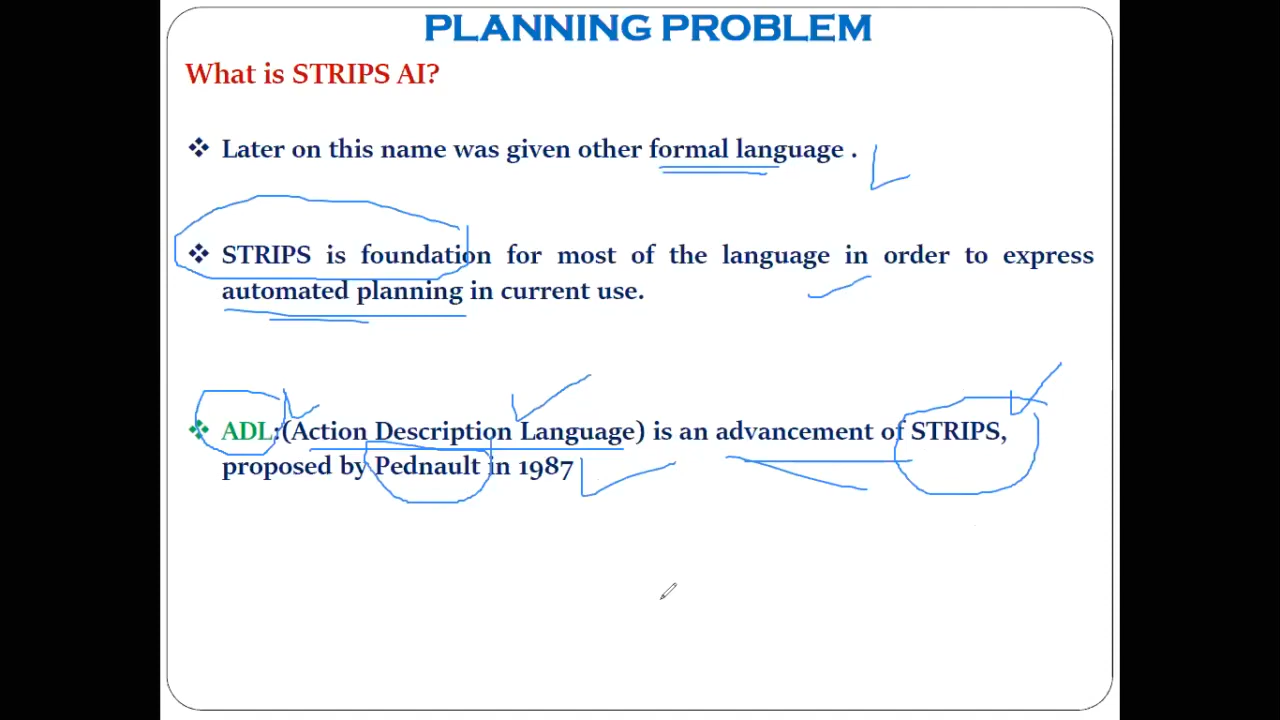 PLANNING PROBLEM
What is STRIPS AI?
❖ Later on this name was given other formal language .
❖ STRIPS is foundation for most of the language in order to express
automated planning in current use.
❖ ADL:(Action Description Language) is an advancement of STRIPS,
proposed by Pednault in 1987